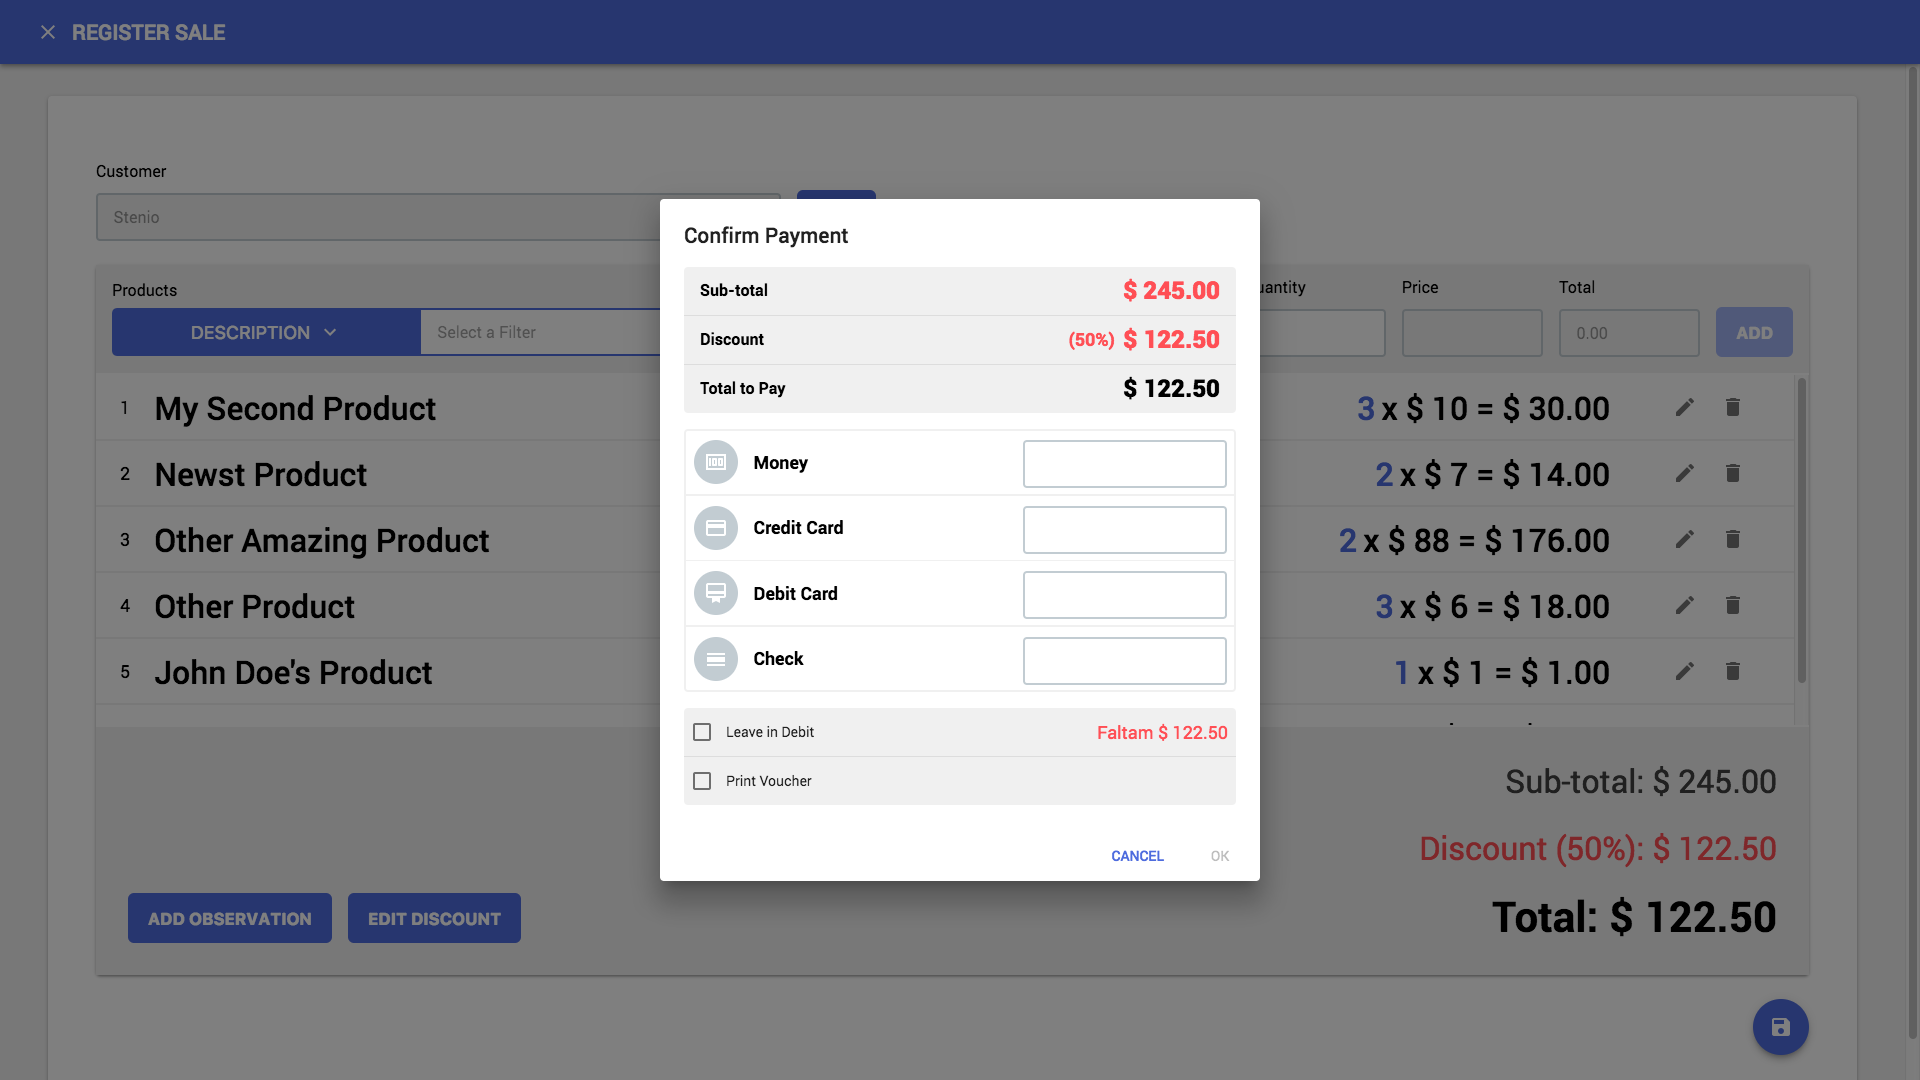 REGISTER SALE
Customer
Stenio
Products
uantity
Price
Total
DESCRIPTION
Select a Filter
0.00
ADD
1 My Second Product 3 x $ 10 = $ 30.00
2 Newst Product 2 x $ 7 = $ 14.00
3 Other Amazing Product 2 x $ 88 = $ 176.00
4 Other Product 3 x $ 6 = $ 18.00
5 John Doe's Product 1 x $ 1 = $ 1.00
Sub-total: $ 245.00
Discount (50%): $ 122.50
Total: $ 122.50
ADD OBSERVATION
EDIT DISCOUNT
Confirm Payment
Sub-total $ 245.00
Discount (50%) $ 122.50
Total to Pay $ 122.50
100 Money
Credit Card
Debit Card
Check
Leave in Debit Faltam $ 122.50
Print Voucher
CANCEL OK